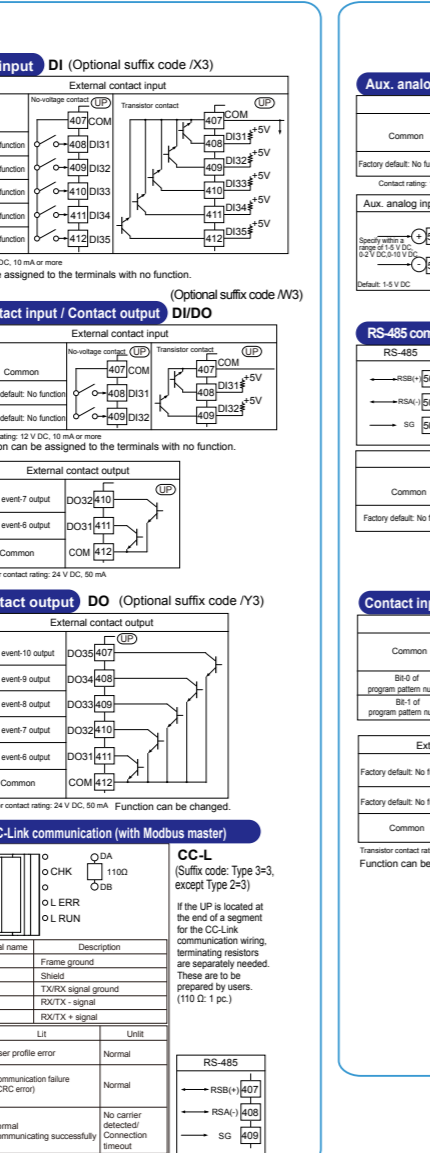 input DI (Optional suffix code /X3)
External contact input
No-voltage contact UP Transistor contact UP
407 COM 407 COM
function 408 DI31 408 DI31 +5V
function 409 DI32 409 DI32 +5V
function 410 DI33 410 DI33 +5V
function 411 DI34 411 DI34 +5V
function 412 DI35 412 DI35 +5V
DC, 10 mA or more
assigned to the terminals with no function.
(Optional suffix code /W3)
tact input / Contact output DI/DO
External contact input
No-voltage contact UP Transistor contact UP
Common 407 COM 407 COM
default: No function 408 DI31 408 DI31 +5V
default: No function 409 DI32 409 DI32 +5V
ating: 12 V DC, 10 mA or more
on can be assigned to the terminals with no function.
External contact output
UP
event-7 output DO32 410
event-6 output DO31 411
Common COM 412
r contact rating: 24 V DC, 50 mA
tact output DO (Optional suffix code /Y3)
External contact output
UP
event-10 output DO35 407
event-9 output DO34 408
event-8 output DO33 409
event-7 output DO32 410
event-6 output DO31 411
Common COM 412
r contact rating: 24 V DC, 50 mA Function can be changed.
C-Link communication (with Modbus master)
CHK
L ERR
L RUN
DA
110Ω
DB
CC-L
(Suffix code: Type 3=3,
except Type 2=3)
If the UP is located at
the end of a segment
for the CC-Link
communication wiring,
terminating resistors
are separately needed.
These are to be
prepared by users.
(110 Ω: 1 pc.)
al name Description
Frame ground
Shield
TX/RX signal ground
RX/TX - signal
RX/TX + signal
Lit Unlit
ser profile error Normal
ommunication failure
CRC error) Normal
ormal
ommunicating successfully
No carrier
detected/
Connection
timeout
RS-485
RSB(+) 407
RSA(-) 408
SG 409
Aux. analo
Common
Factory default: No fu
Contact rating:
Aux. analog inp
Specify within a
range of 1-5 V DC,
0-2 V DC,0-10 V DC
+ 5
- 5
Default: 1-5 V DC
RS-485 com
RS-485
RSB(+) 50
RSA(-) 50
SG 50
Common
Factory default: No f
Contact inp
Common
Bit-0 of
program pattern nu
Bit-1 of
program pattern nu
Ext
Factory default: No f
Factory default: No f
Common
Transistor contact rat
Function can be